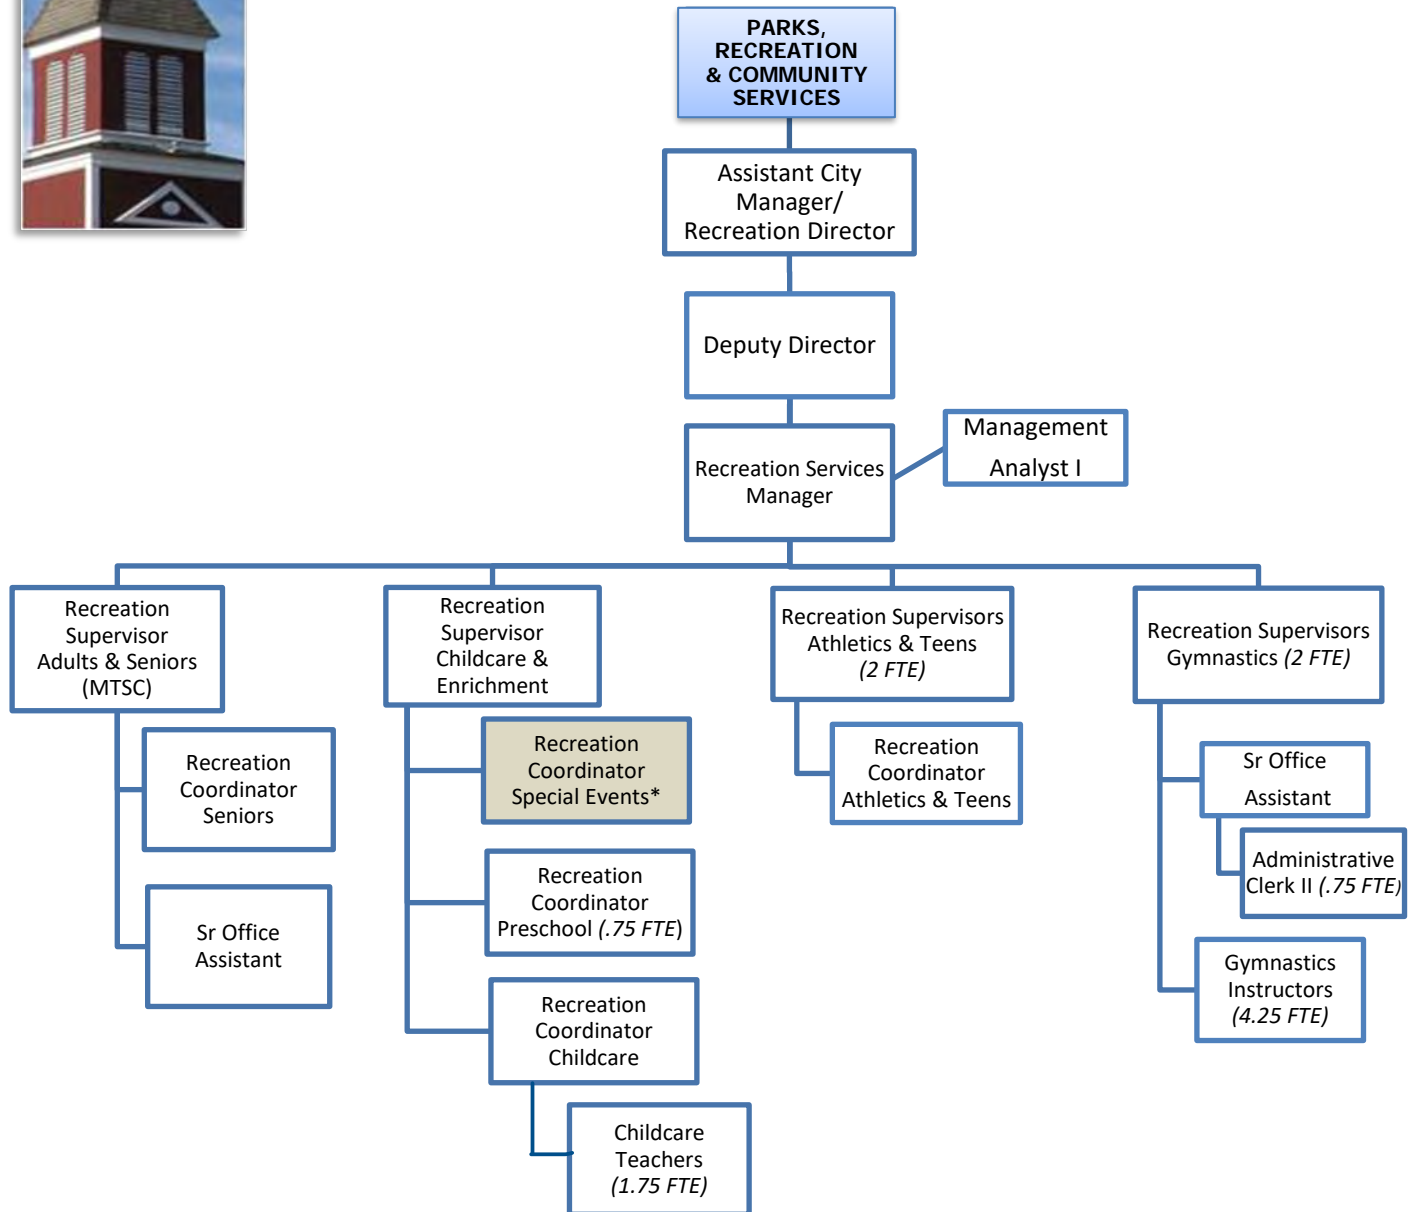 PARKS,
RECREATION
& COMMUNITY
SERVICES
Assistant City
Manager/
Recreation Director
Deputy Director
Recreation Services
Manager
Management
Analyst I
Recreation
Supervisor
Adults & Seniors
(MTSC)
Recreation
Coordinator
Seniors
Sr Office
Assistant
Recreation
Supervisor
Childcare &
Enrichment
Recreation
Coordinator
Special Events*
Recreation
Coordinator
Preschool (.75 FTE)
Recreation
Coordinator
Childcare
Childcare
Teachers
(1.75 FTE)
Recreation Supervisors
Athletics & Teens
(2 FTE)
Recreation
Coordinator
Athletics & Teens
Recreation Supervisors
Gymnastics (2 FTE)
Sr Office
Assistant
Administrative
Clerk II (.75 FTE)
Gymnastics
Instructors
(4.25 FTE)